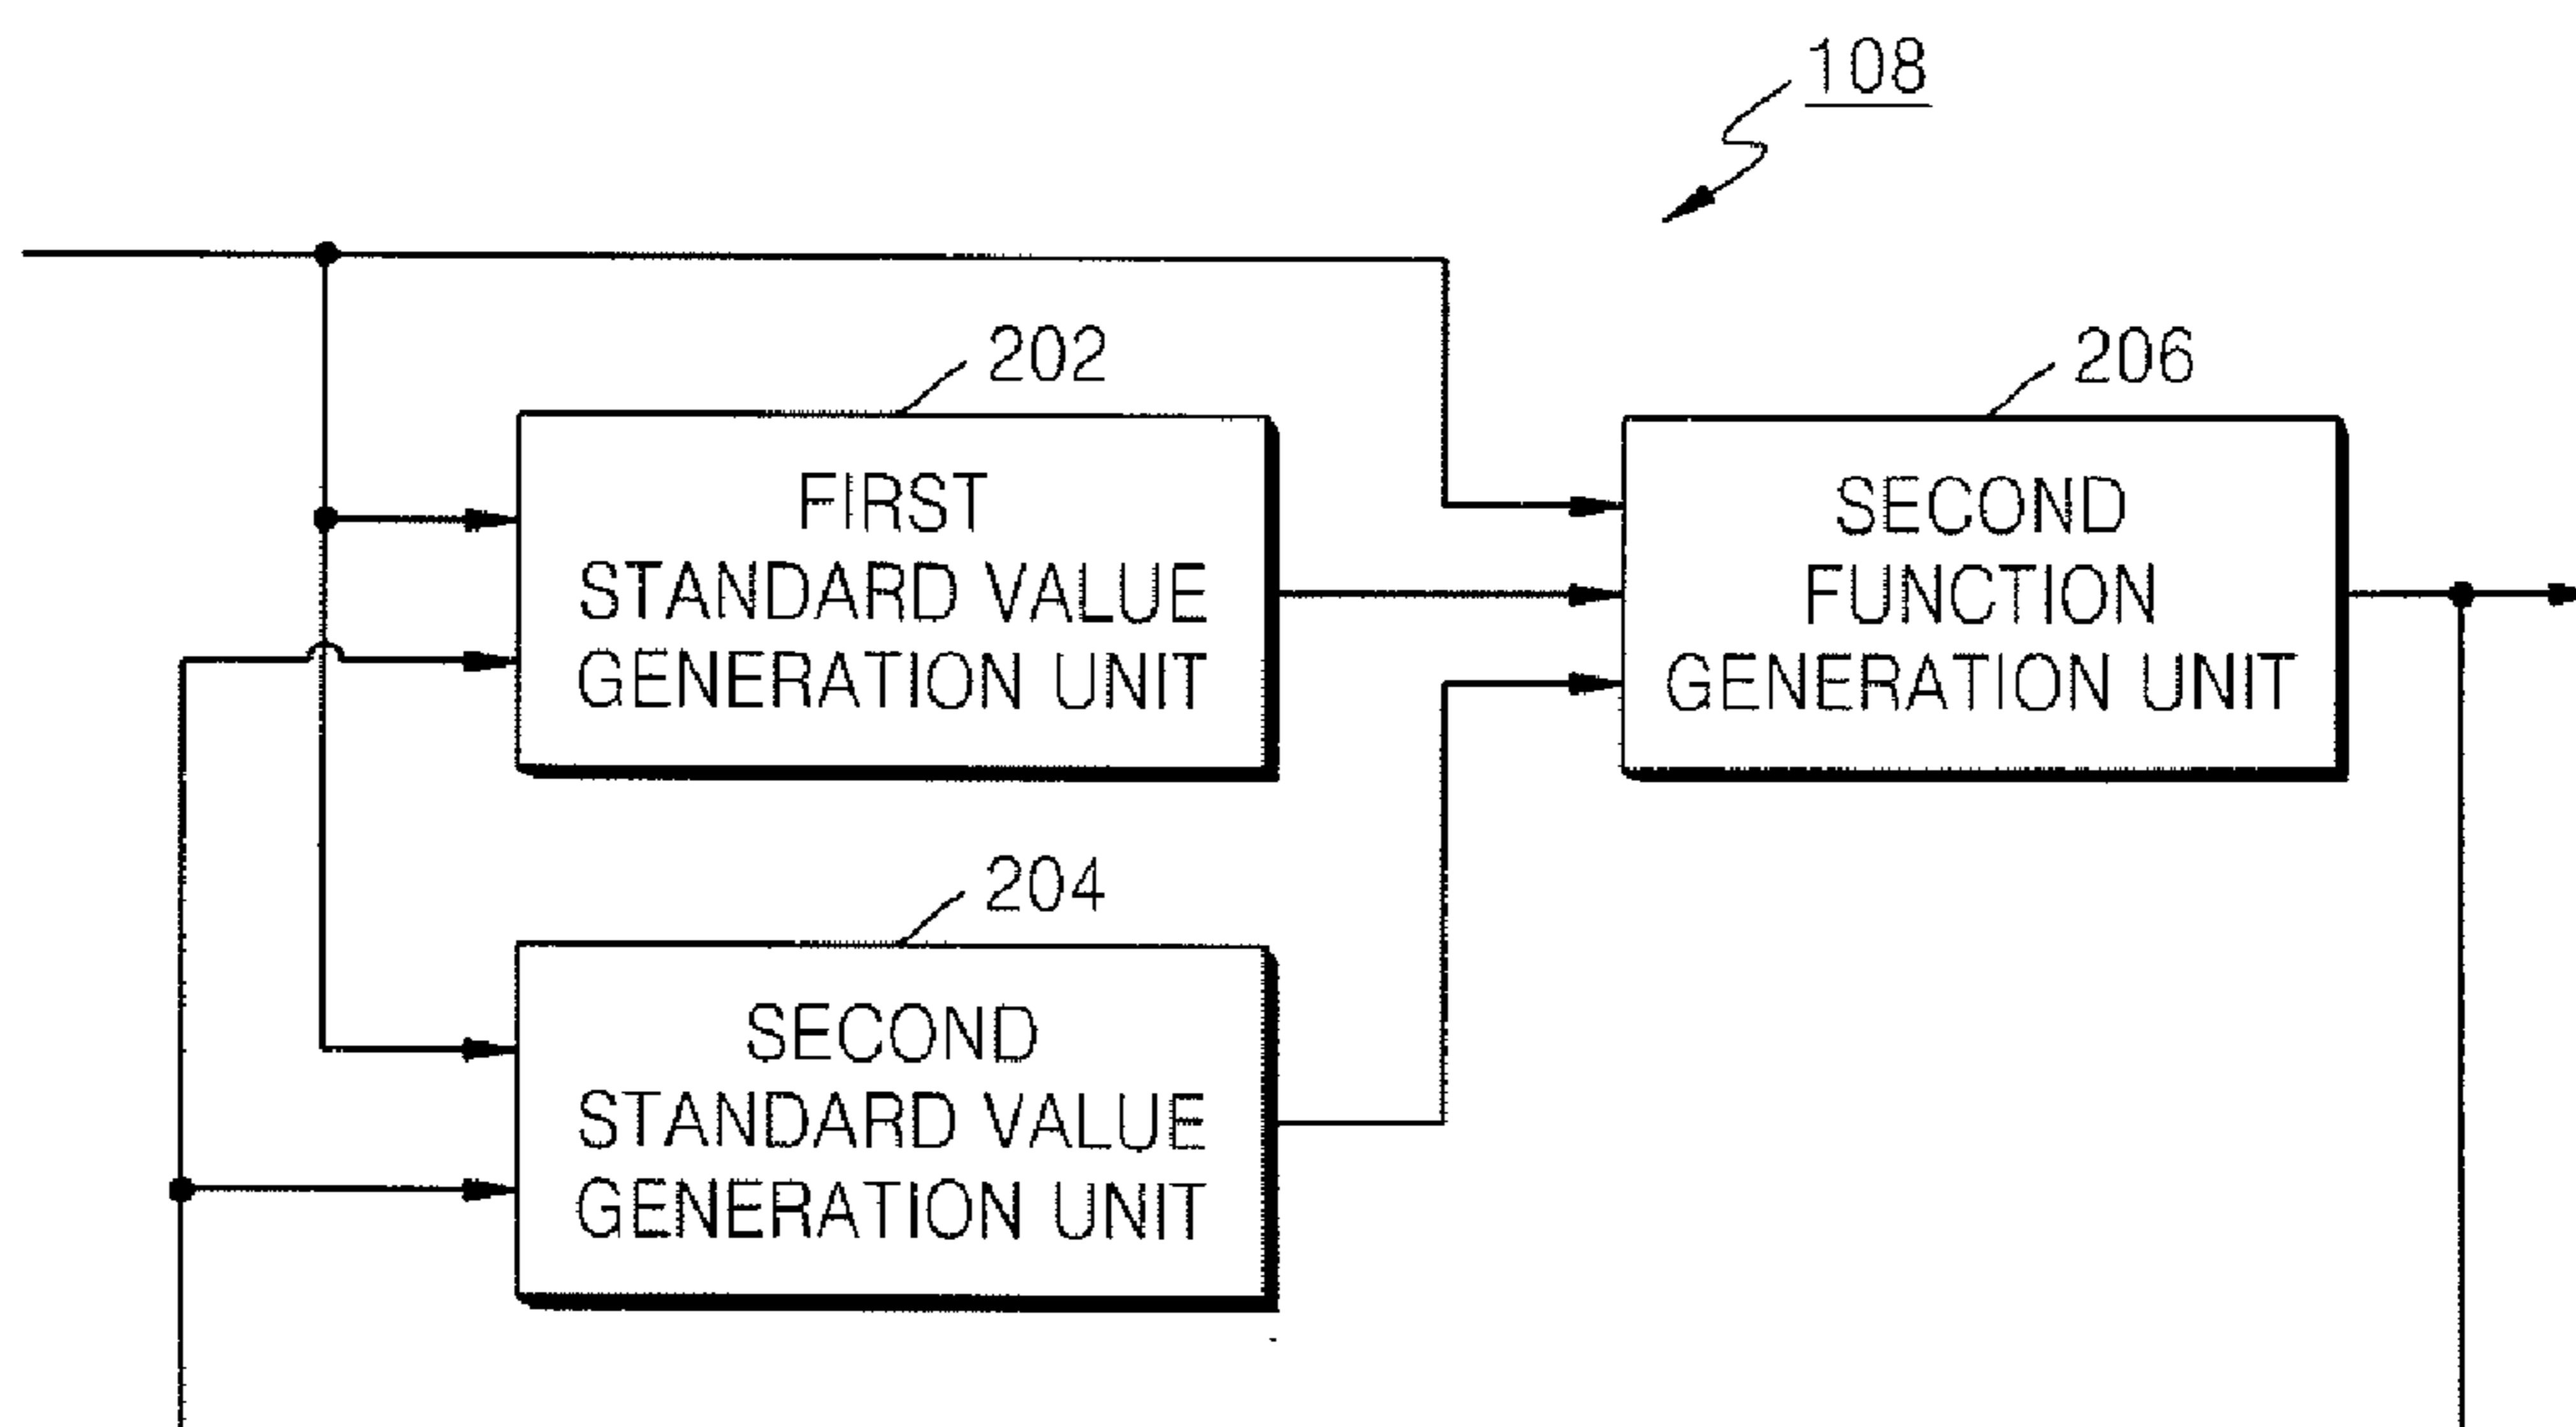 108
202
FIRST
STANDARD VALUE
GENERATION UNIT
206
SECOND
FUNCTION
GENERATION UNIT
204
SECOND
STANDARD VALUE
GENERATION UNIT